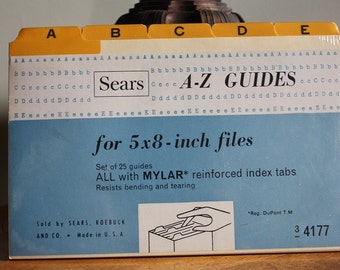 A B C D E
Sears
A-Z GUIDES
for 5x8-inch files
Set of 25 guides
ALL with MYLAR* reinforced index tabs
Resists bending and tearing
*Reg. DuPont T M
Sold by SEARS, ROEBUCK
AND CO. • Made in U. S. A.
3 4177